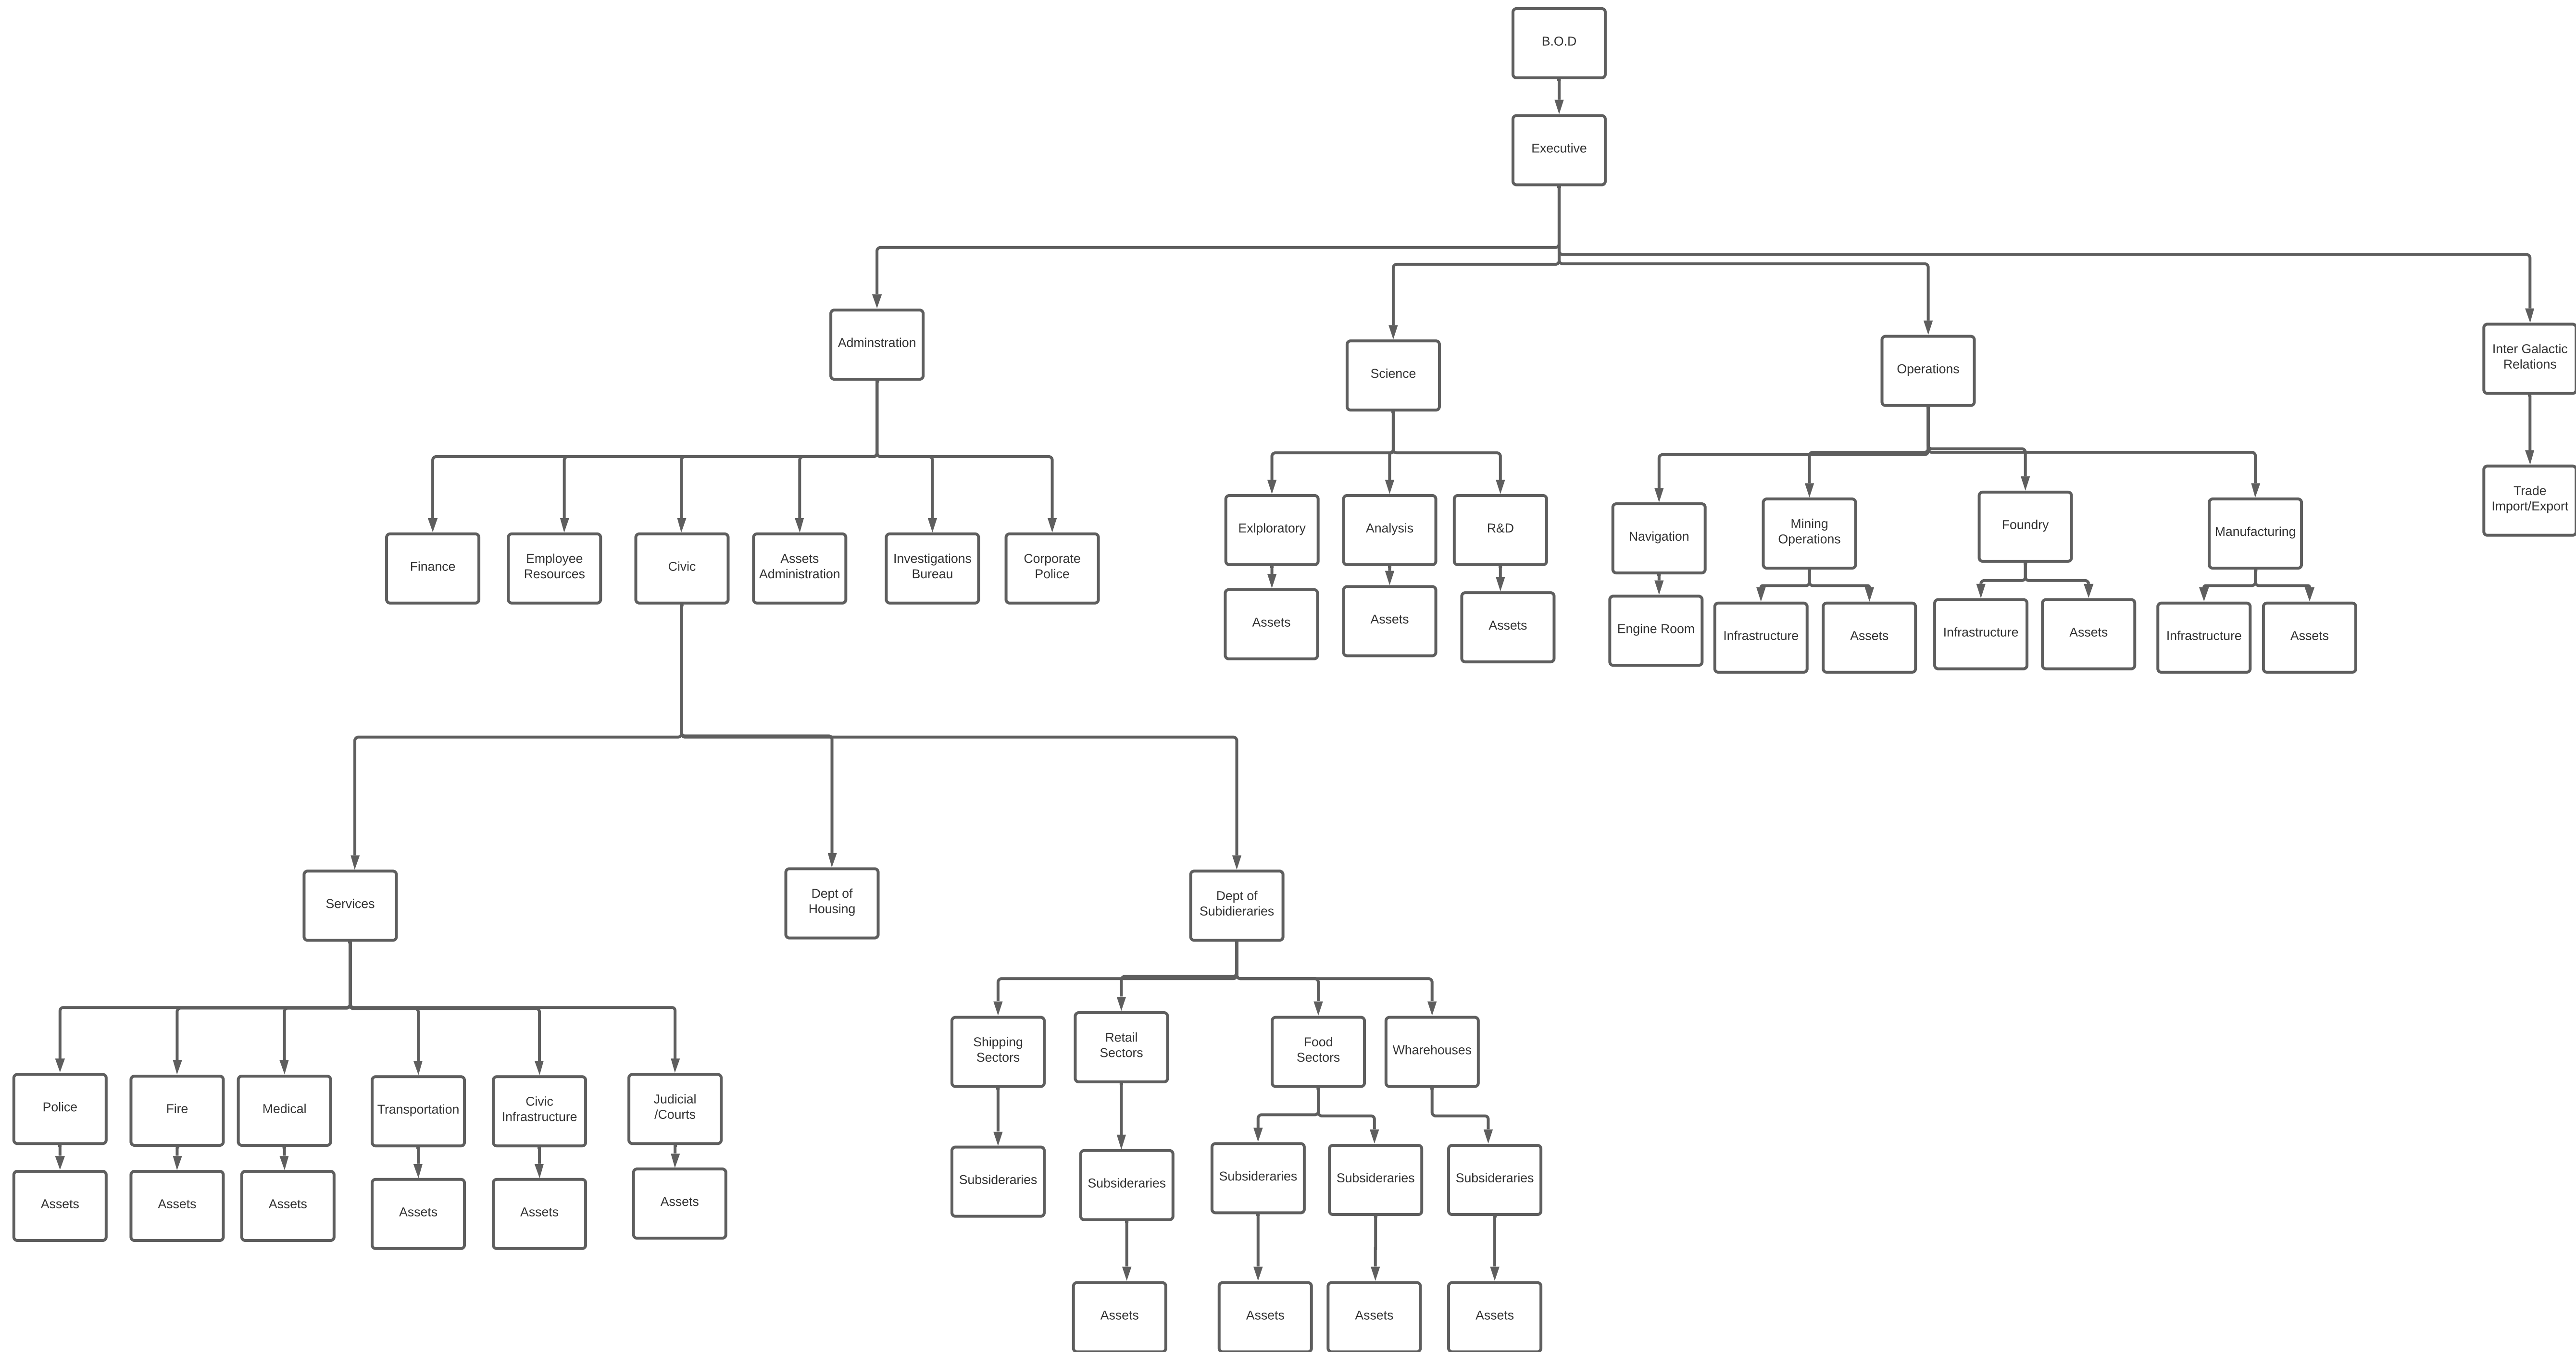 B.O.D
Executive
Adminstration
Science
Operations
Inter Galactic
Relations
Finance
Employee
Resources
Civic
Assets
Administration
Investigations
Bureau
Corporate
Police
Exlploratory
Analysis
R&D
Navigation
Mining
Operations
Foundry
Manufacturing
Trade
Import/Export
Assets
Assets
Assets
Engine Room
Infrastructure
Assets
Infrastructure
Assets
Infrastructure
Assets
Services
Dept of
Housing
Dept of
Subidieraries
Police
Fire
Medical
Transportation
Civic
Infrastructure
Judicial
/Courts
Shipping
Sectors
Retail
Sectors
Food
Sectors
Wharehouses
Assets
Assets
Assets
Assets
Assets
Assets
Subsideraries
Subsideraries
Subsideraries
Subsideraries
Subsideraries
Assets
Assets
Assets
Assets